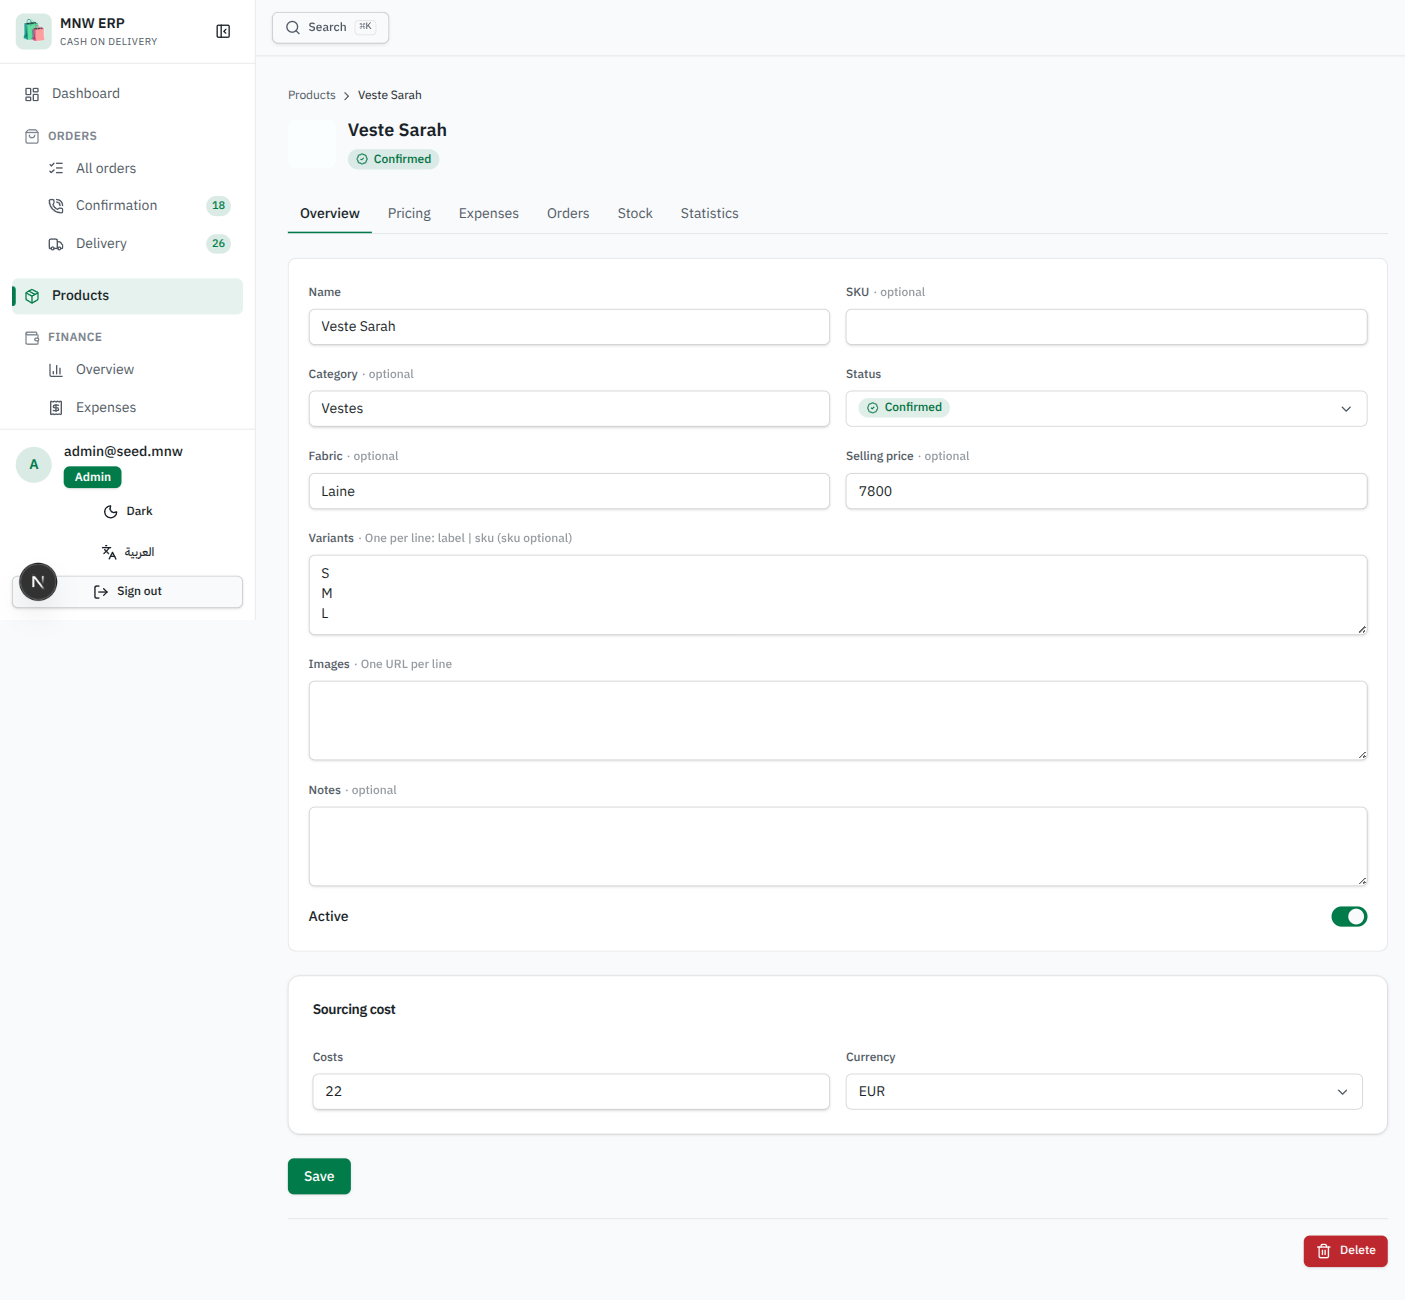 MNW ERP
CASH ON DELIVERY
Search ⌘K
Dashboard
ORDERS
All orders
Confirmation 18
Delivery 26
Products
FINANCE
Overview
Expenses
A
admin@seed.mnw
Admin
Dark
العربية
N
Sign out
Products > Veste Sarah
Veste Sarah
Confirmed
Overview Pricing Expenses Orders Stock Statistics
Name
Veste Sarah
SKU · optional
Category · optional
Vestes
Status
Confirmed
Fabric · optional
Laine
Selling price · optional
7800
Variants · One per line: label | sku (sku optional)
S
M
L
Images · One URL per line
Notes · optional
Active
Sourcing cost
Costs
22
Currency
EUR
Save
Delete